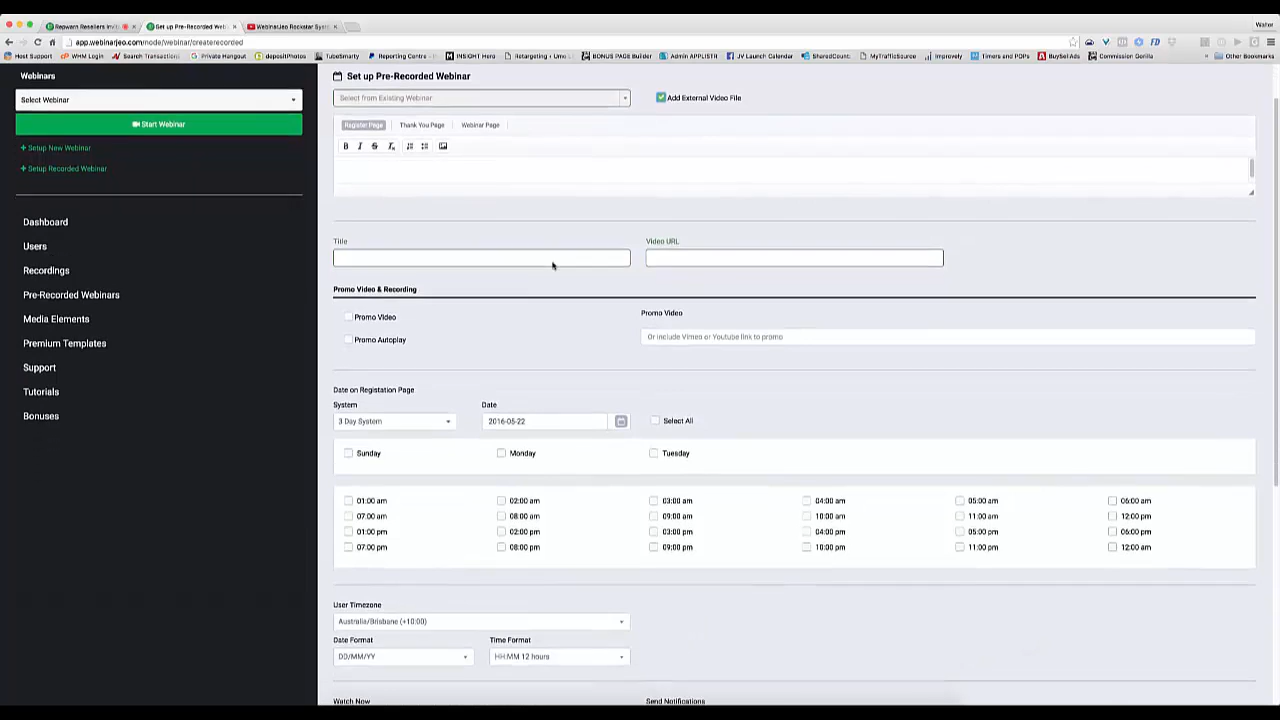 Repwarn Resellers Invit
Set up Pre-Recorded Web
WebinarJeo Rockstar Syst
Walter
app.webinarjeo.com/node/webinar/createrecorded
Host Support
WHM Login
Search Transaction
Private Hangout
depositPhotos
TubeSmarty
Reporting Centre
INSIGHT Hero
Retargeting - Umo
BONUS PAGE Builder
Admin APPLISTIT
JV Launch Calendar
SharedCount:
MyTrafficSource
Improvely
Timers and POPs
BuySell Ads
Commission Gorilla
Other Bookmarks
Webinars
Set up Pre-Recorded Webinar
Select Webinar
Select from Existing Webinar
Add External Video File
Start Webinar
Register Page
Thank You Page
Webinar Page
+ Setup New Webinar
+ Setup Recorded Webinar
Dashboard
Users
Recordings
Pre-Recorded Webinars
Media Elements
Premium Templates
Support
Tutorials
Bonuses
Title
Video URL
Promo Video & Recording
Promo Video
Promo Video
Promo Autoplay
Or include Vimeo or Youtube link to promo
Date on Registation Page
System
Date
3 Day System
2016-05-22
Select All
Sunday
Monday
Tuesday
01:00 am 02:00 am 03:00 am 04:00 am 05:00 am 06:00 am
07:00 am 08:00 am 09:00 am 10:00 am 11:00 am 12:00 pm
01:00 pm 02:00 pm 03:00 pm 04:00 pm 05:00 pm 06:00 pm
07:00 pm 08:00 pm 09:00 pm 10:00 pm 11:00 pm 12:00 am
User Timezone
Australia/Brisbane (+10:00)
Date Format
Time Format
DD/MM/YY
HH:MM 12 hours
Watch Now
Send Notifications